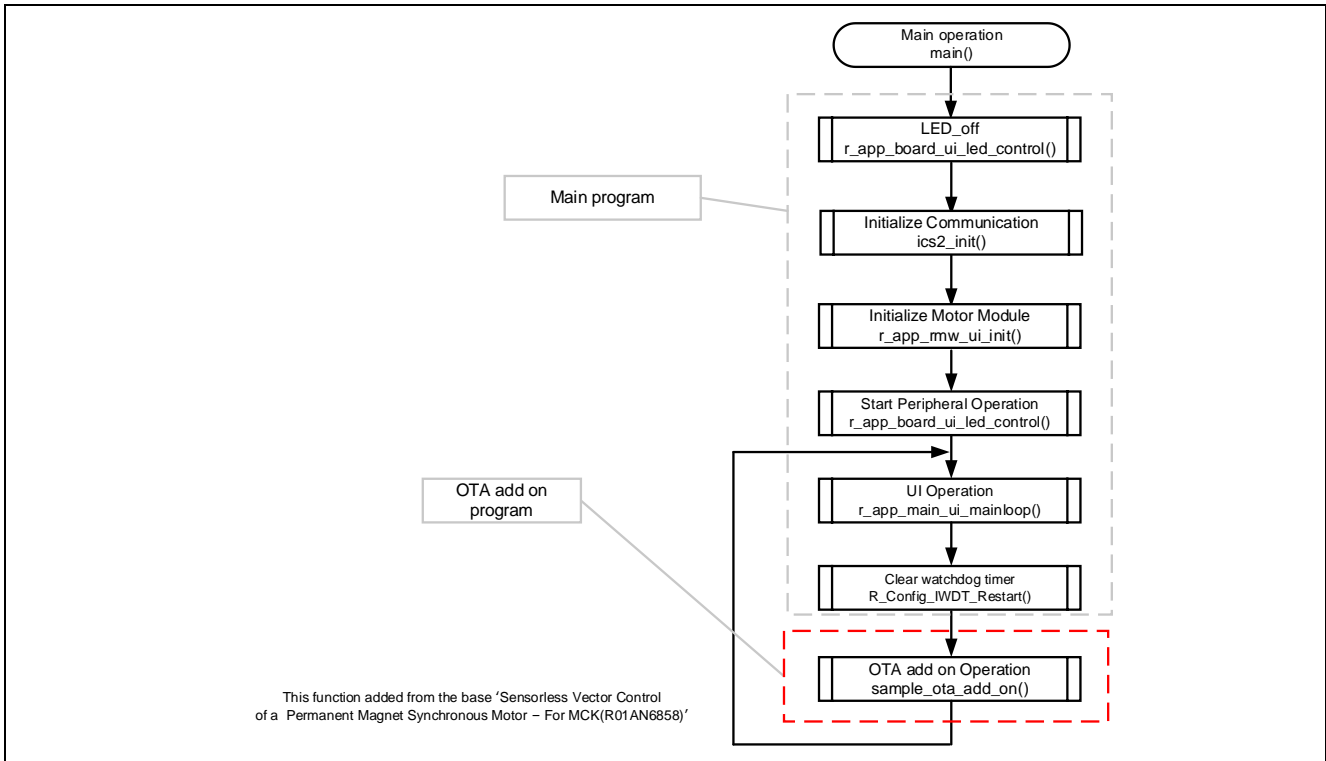 Main operation
main()
LED_off
r_app_board_ui_led_control()
Main program
Initialize Communication
ics2_init()
Initialize Motor Module
r_app_rmw_ui_init()
Start Peripheral Operation
r_app_board_ui_led_control()
OTA add on
program
UI Operation
r_app_main_ui_mainloop()
Clear watchdog timer
R_Config_IWDT_Restart()
OTA add on Operation
sample_ota_add_on()
This function added from the base ‘Sensorless Vector Control
of a Permanent Magnet Synchronous Motor – For MCK(R01AN6858)’